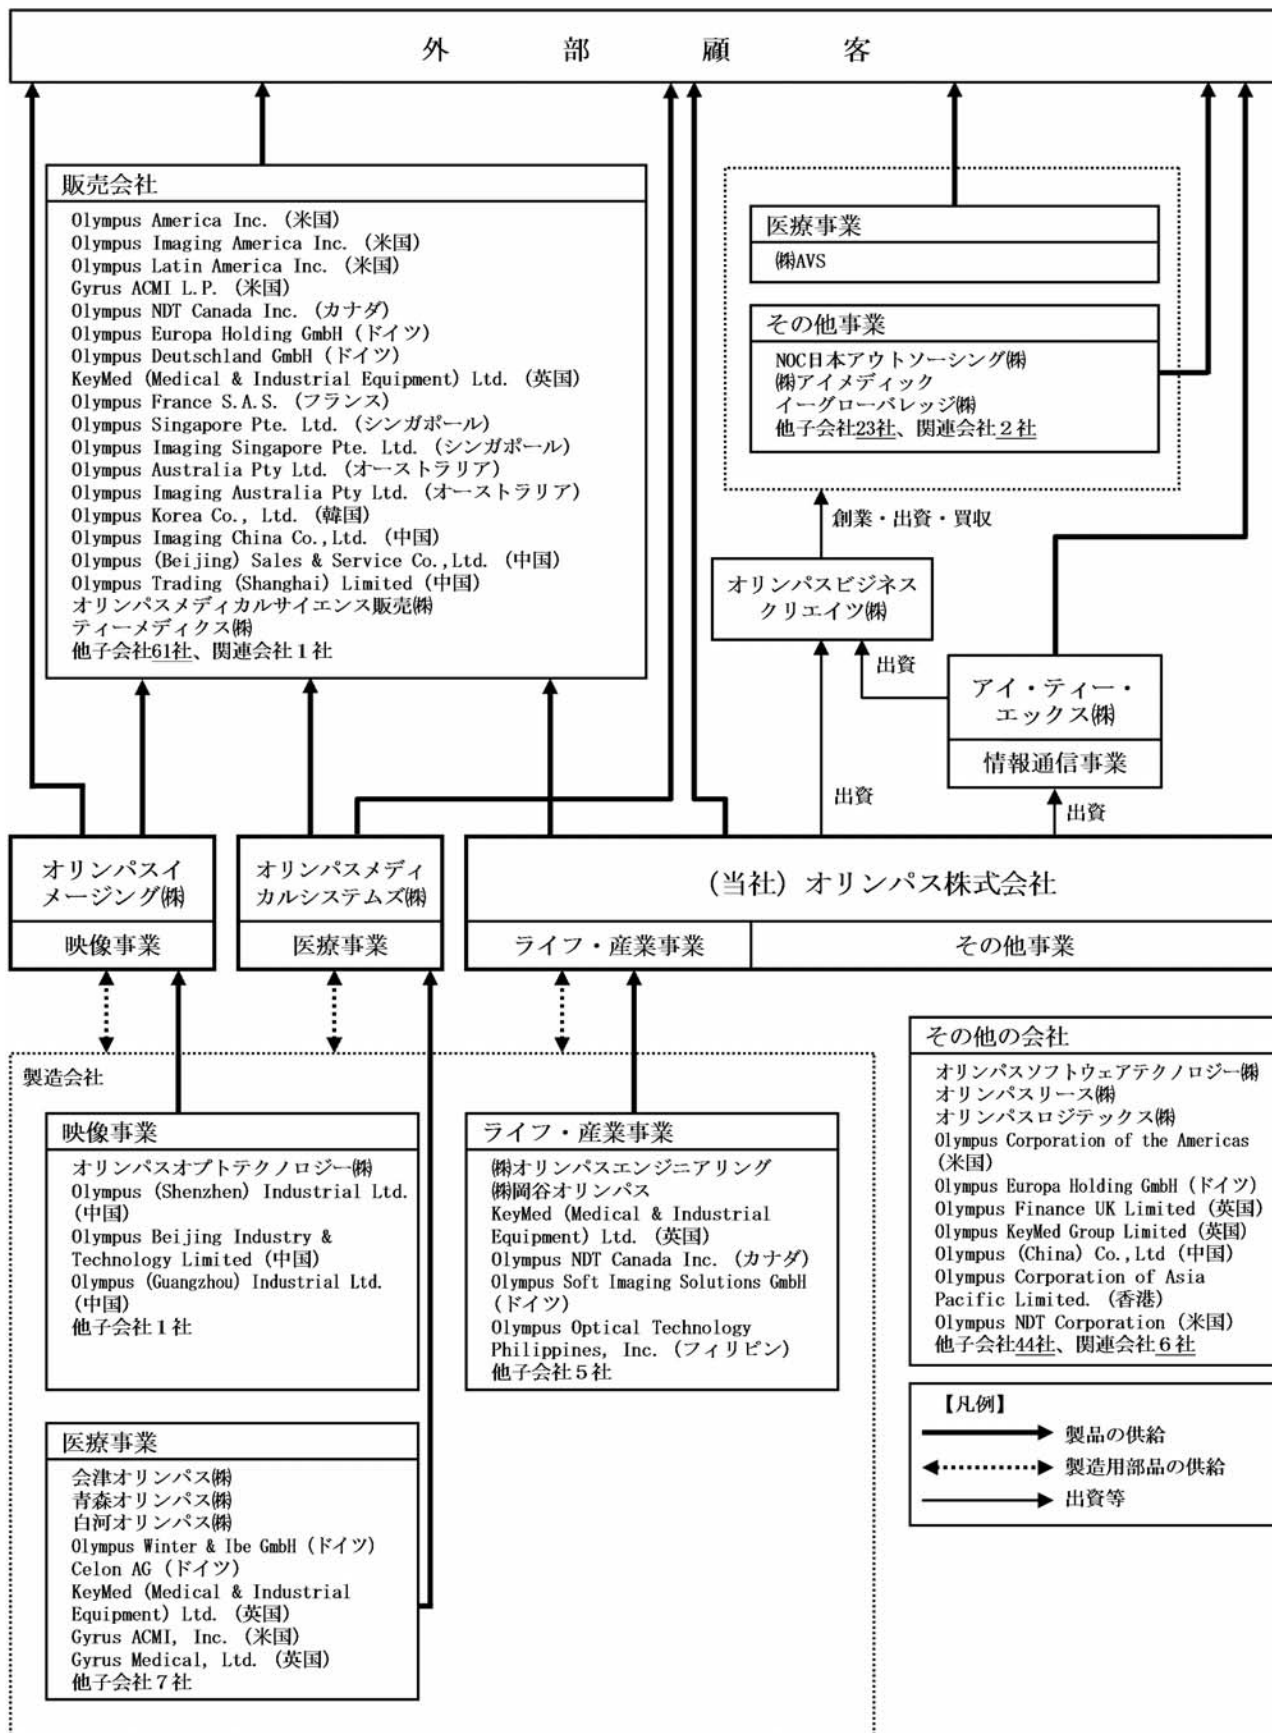 外部顧客
販売会社
Olympus America Inc. (米国)
Olympus Imaging America Inc. (米国)
Olympus Latin America Inc. (米国)
Gyrus ACMI L.P. (米国)
Olympus NDT Canada Inc. (カナダ)
Olympus Europa Holding GmbH (ドイツ)
Olympus Deutschland GmbH (ドイツ)
KeyMed (Medical & Industrial Equipment) Ltd. (英国)
Olympus France S.A.S. (フランス)
Olympus Singapore Pte. Ltd. (シンガポール)
Olympus Imaging Singapore Pte. Ltd. (シンガポール)
Olympus Australia Pty Ltd. (オーストラリア)
Olympus Imaging Australia Pty Ltd. (オーストラリア)
Olympus Korea Co., Ltd. (韓国)
Olympus Imaging China Co.,Ltd. (中国)
Olympus (Beijing) Sales & Service Co.,Ltd. (中国)
Olympus Trading (Shanghai) Limited (中国)
オリンパスメディカルサイエンス販売㈱
ティーメディクス㈱
他子会社61社、関連会社1社
医療事業
㈱AVS
その他事業
NOC日本アウトソーシング㈱
㈱アイメディック
イーグローバレッジ㈱
他子会社23社、関連会社2社
創業・出資・買収
オリンパスビジネス
クリエイツ㈱
出資
アイ・ティー・
エックス㈱
情報通信事業
出資
出資
オリンパスイ
メージング㈱
映像事業
オリンパスメディ
カルシステムズ㈱
医療事業
(当社) オリンパス株式会社
ライフ・産業事業
その他事業
製造会社
映像事業
オリンパスオプトテクノロジー㈱
Olympus (Shenzhen) Industrial Ltd.
(中国)
Olympus Beijing Industry &
Technology Limited (中国)
Olympus (Guangzhou) Industrial Ltd.
(中国)
他子会社1社
ライフ・産業事業
㈱オリンパスエンジニアリング
㈱岡谷オリンパス
KeyMed (Medical & Industrial
Equipment) Ltd. (英国)
Olympus NDT Canada Inc. (カナダ)
Olympus Soft Imaging Solutions GmbH
(ドイツ)
Olympus Optical Technology
Philippines, Inc. (フィリピン)
他子会社5社
医療事業
会津オリンパス㈱
青森オリンパス㈱
白河オリンパス㈱
Olympus Winter & Ibe GmbH (ドイツ)
Celon AG (ドイツ)
KeyMed (Medical & Industrial
Equipment) Ltd. (英国)
Gyrus ACMI, Inc. (米国)
Gyrus Medical, Ltd. (英国)
他子会社7社
その他の会社
オリンパスソフトウェアテクノロジー㈱
オリンパスリース㈱
オリンパスロジテックス㈱
Olympus Corporation of the Americas
(米国)
Olympus Europa Holding GmbH (ドイツ)
Olympus Finance UK Limited (英国)
Olympus KeyMed Group Limited (英国)
Olympus (China) Co.,Ltd (中国)
Olympus Corporation of Asia
Pacific Limited. (香港)
Olympus NDT Corporation (米国)
他子会社44社、関連会社6社
【凡例】
製品の供給
製造用部品の供給
出資等